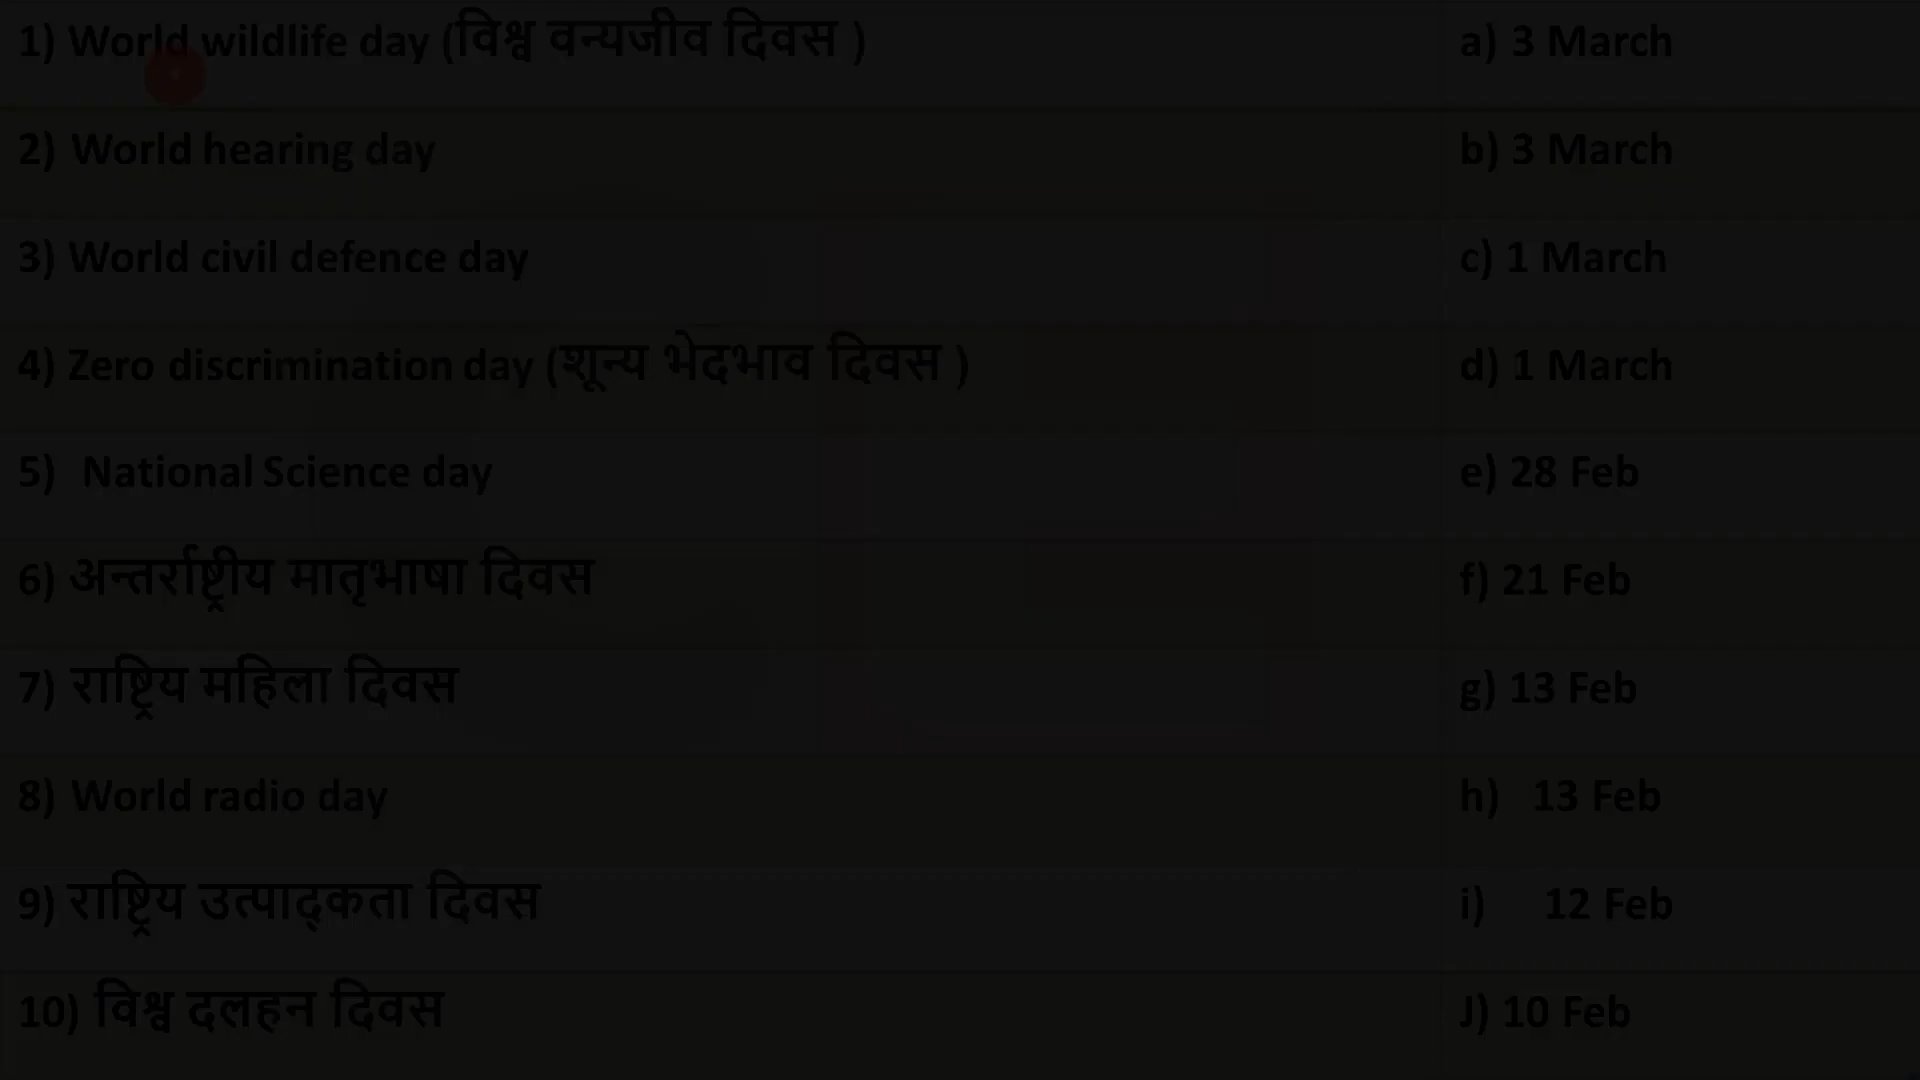 1) World wildlife day (विश्व वन्यजीव दिवस ) a) 3 March
2) World hearing day b) 3 March
3) World civil defence day c) 1 March
4) Zero discrimination day (शून्य भेदभाव दिवस ) d) 1 March
5) National Science day e) 28 Feb
6) अन्तर्राष्ट्रीय मातृभाषा दिवस f) 21 Feb
7) राष्ट्रिय महिला दिवस g) 13 Feb
8) World radio day h) 13 Feb
9) राष्ट्रिय उत्पाद्कता दिवस i) 12 Feb
10) विश्व दलहन दिवस J) 10 Feb